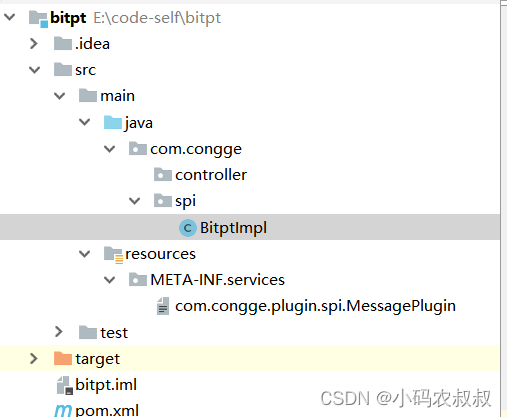 bitpt E:\code-self\bitpt
.idea
src
main
java
com.congge
controller
spi
C BitptImpl
resources
META-INF.services
com.congge.plugin.spi.MessagePlugin
test
target
bitpt.iml
m pom.xml
CSDN @小码农叔叔